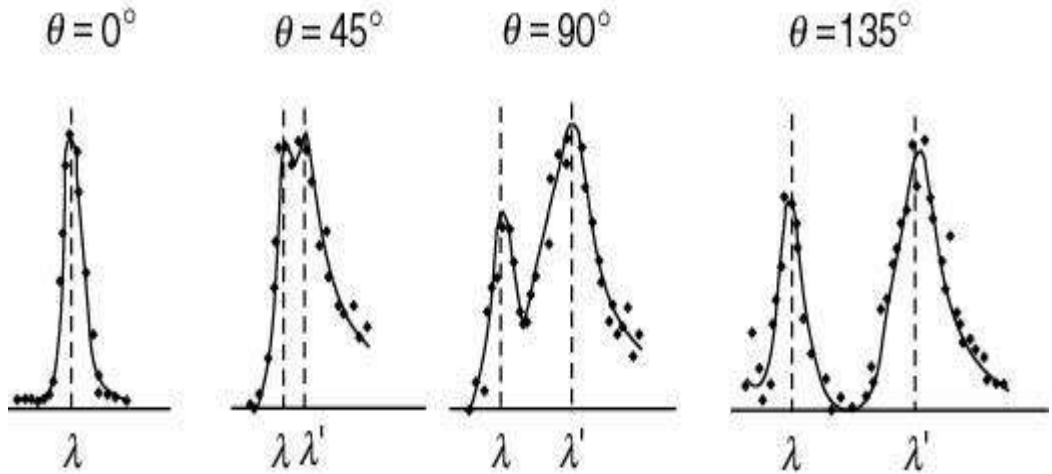 θ = 0° θ = 45° θ = 90° θ = 135°
λ λ λ' λ λ' λ λ'